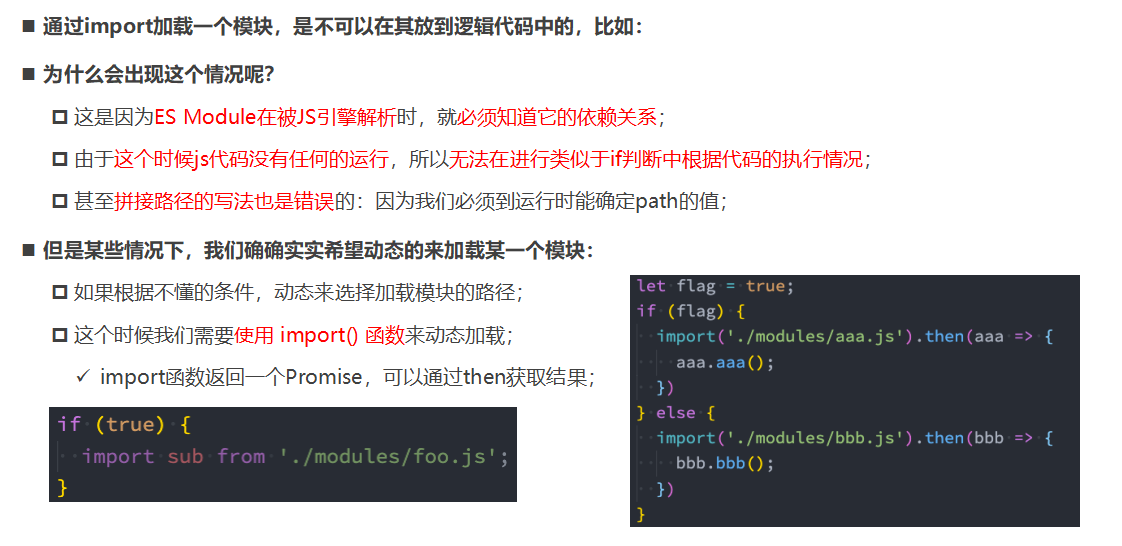 通过import加载一个模块，是不可以在其放到逻辑代码中的，比如：
为什么会出现这个情况呢？
这是因为ES Module在被JS引擎解析时，就必须知道它的依赖关系；
由于这个时候js代码没有任何的运行，所以无法在进行类似于if判断中根据代码的执行情况；
甚至拼接路径的写法也是错误的：因为我们必须到运行时能确定path的值；
但是某些情况下，我们确确实实希望动态的来加载某一个模块：
如果根据不懂的条件，动态来选择加载模块的路径；
这个时候我们需要使用 import() 函数来动态加载；
import函数返回一个Promise，可以通过then获取结果；
if (true) {
  import sub from './modules/foo.js';
}
let flag = true;
if (flag) {
  import('./modules/aaa.js').then(aaa => {
    aaa.aaa();
  })
} else {
  import('./modules/bbb.js').then(bbb => {
    bbb.bbb();
  })
}